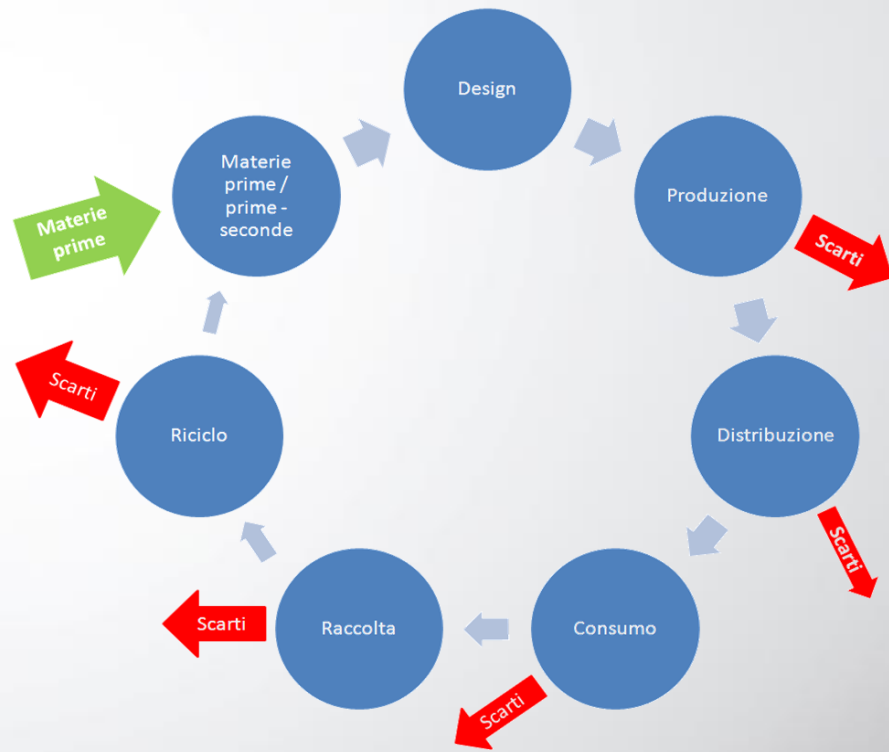 Design
Materie
prime /
prime -
seconde
Produzione
Materie
prime
Scarti
Scarti
Riciclo
Distribuzione
Scarti
Scarti
Raccolta
Consumo
Scarti